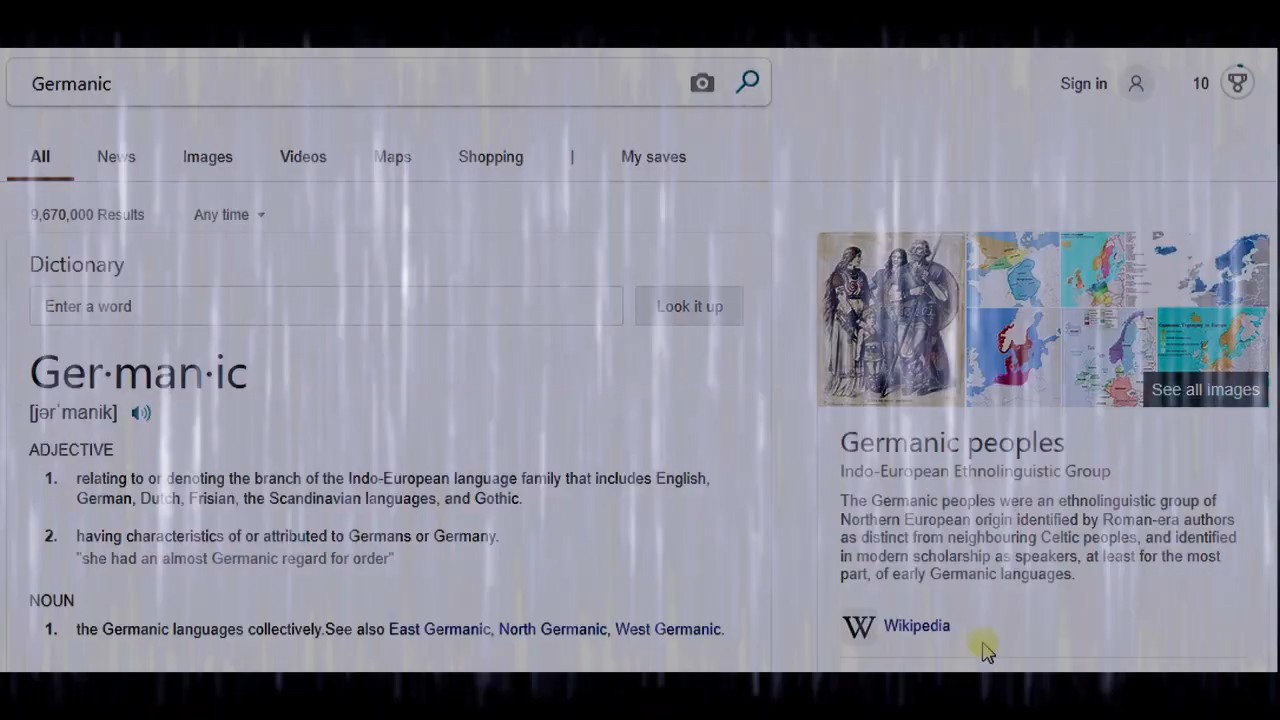 Germanic
Sign in
10
All
News
Images
Videos
Maps
Shopping
|
My saves
9,670,000 Results
Any time
Dictionary
Enter a word
Look it up
Ger·man·ic
[jərˈmanik]
ADJECTIVE
1. relating to or denoting the branch of the Indo-European language family that includes English,
German, Dutch, Frisian, the Scandinavian languages, and Gothic.
2. having characteristics of or attributed to Germans or Germany.
"she had an almost Germanic regard for order"
NOUN
1. the Germanic languages collectively.See also East Germanic, North Germanic, West Germanic.
See all images
Germanic peoples
Indo-European Ethnolinguistic Group
The Germanic peoples were an ethnolinguistic group of
Northern European origin identified by Roman-era authors
as distinct from neighbouring Celtic peoples, and identified
in modern scholarship as speakers, at least for the most
part, of early Germanic languages.
W Wikipedia